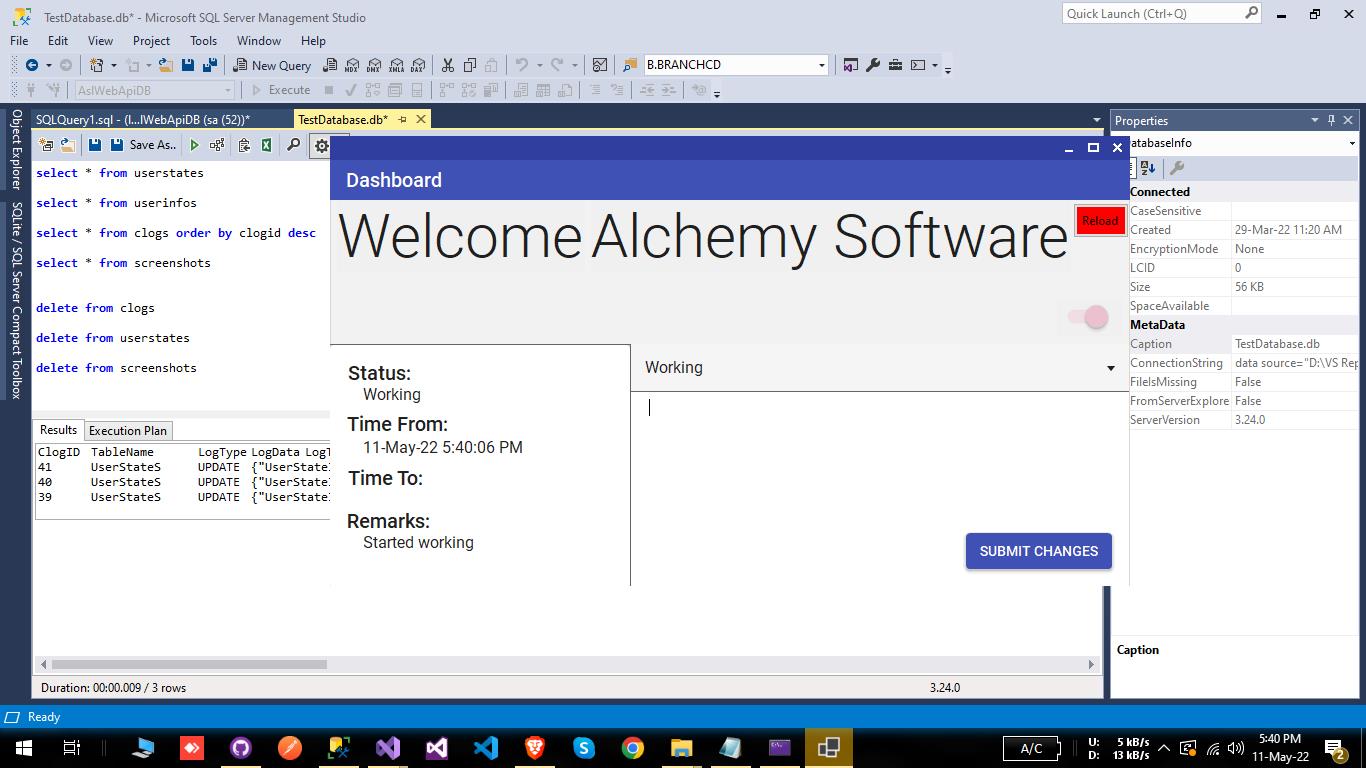 TestDatabase.db* - Microsoft SQL Server Management Studio
Quick Launch (Ctrl+Q)
File Edit View Project Tools Window Help
New Query
MDX DMX XMLA DAX
B.BRANCHCD
AslWebApiDB
Execute
SQLQuery1.sql - (l...lWebApiDB (sa (52))*
TestDatabase.db*
Properties
Object Explorer
SQLite / SQL Server Compact Toolbox
Save As..
select * from userstates
select * from userinfos
select * from clogs order by clogid desc
select * from screenshots
delete from clogs
delete from userstates
delete from screenshots
Results Execution Plan
ClogID TableName LogType LogData LogT
41 UserStateS UPDATE {"UserState
40 UserStateS UPDATE {"UserState
39 UserStateS UPDATE {"UserState
Dashboard
Welcome Alchemy Software
Reload
Status:
Working
Time From:
11-May-22 5:40:06 PM
Time To:
Remarks:
Started working
Working
SUBMIT CHANGES
atabaseInfo
Connected
CaseSensitive
Created 29-Mar-22 11:20 AM
EncryptionMode None
LCID 0
Size 56 KB
SpaceAvailable
MetaData
Caption TestDatabase.db
ConnectionString data source="D:\VS Rep
FileIsMissing False
FromServerExplore False
ServerVersion 3.24.0
Caption
Duration: 00:00.009 / 3 rows
3.24.0
Ready
A/C
U: 5 kB/s
D: 13 kB/s
5:40 PM
11-May-22
2